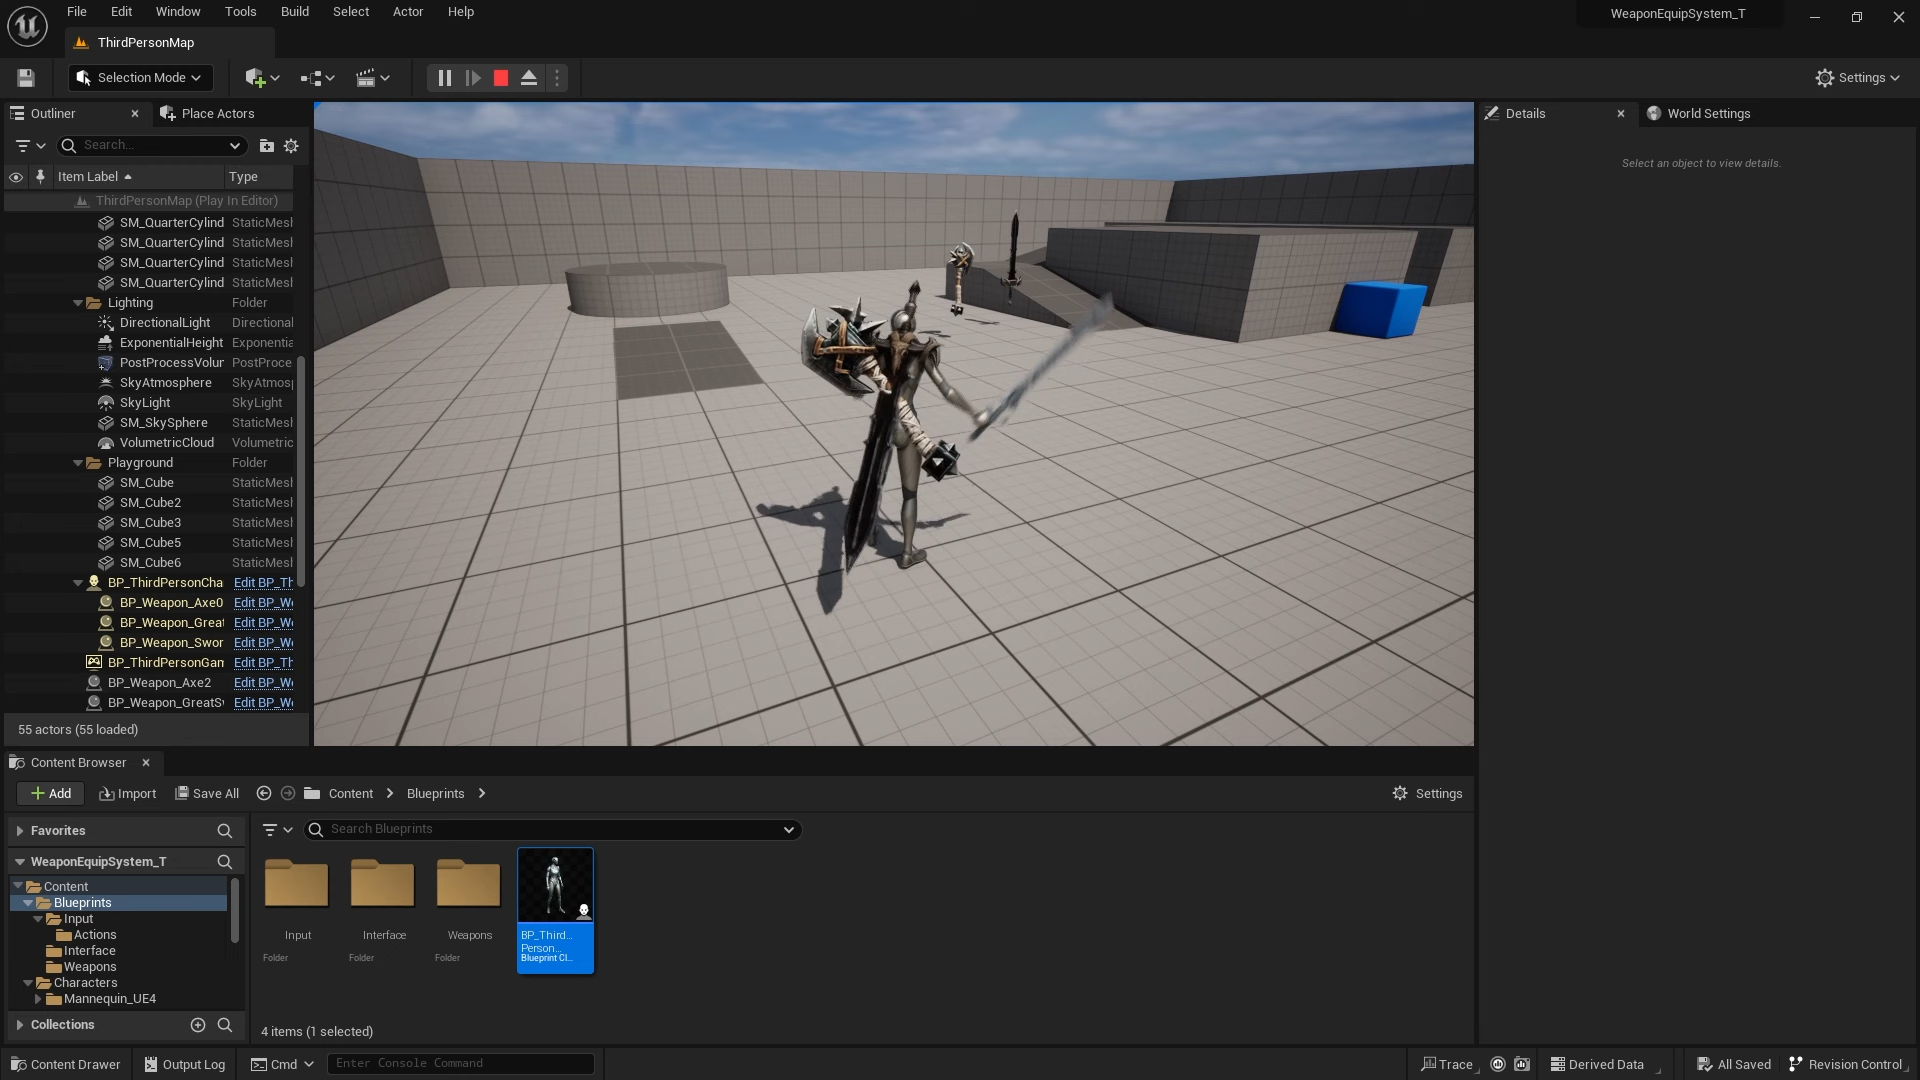 File Edit Window Tools Build Select Actor Help
WeaponEquipSystem_T
ThirdPersonMap
Selection Mode
Settings
Outliner
Place Actors
Search...
Item Label Type
ThirdPersonMap (Play In Editor)
SM_QuarterCylind StaticMesh
SM_QuarterCylind StaticMesh
SM_QuarterCylind StaticMesh
SM_QuarterCylind StaticMesh
Lighting Folder
DirectionalLight Directional
ExponentialHeight Exponentia
PostProcessVolur PostProce
SkyAtmosphere SkyAtmos
SkyLight SkyLight
SM_SkySphere StaticMesh
VolumetricCloud Volumetric
Playground Folder
SM_Cube StaticMesh
SM_Cube2 StaticMesh
SM_Cube3 StaticMesh
SM_Cube5 StaticMesh
SM_Cube6 StaticMesh
BP_ThirdPersonCha Edit BP_Th
BP_Weapon_Axe0 Edit BP_We
BP_Weapon_Great Edit BP_We
BP_Weapon_Swor Edit BP_We
BP_ThirdPersonGam Edit BP_Th
BP_Weapon_Axe2 Edit BP_We
BP_Weapon_GreatS Edit BP_We
55 actors (55 loaded)
Details
World Settings
Select an object to view details.
Content Browser
Add
Import
Save All
Content
Blueprints
Settings
Favorites
WeaponEquipSystem_T
Content
Blueprints
Input
Actions
Interface
Weapons
Characters
Mannequin_UE4
Collections
Search Blueprints
Input
Folder
Interface
Folder
Weapons
Folder
BP_Third...
Person...
Blueprint Cl...
4 items (1 selected)
Content Drawer
Output Log
Cmd
Enter Console Command
Trace
Derived Data
All Saved
Revision Control